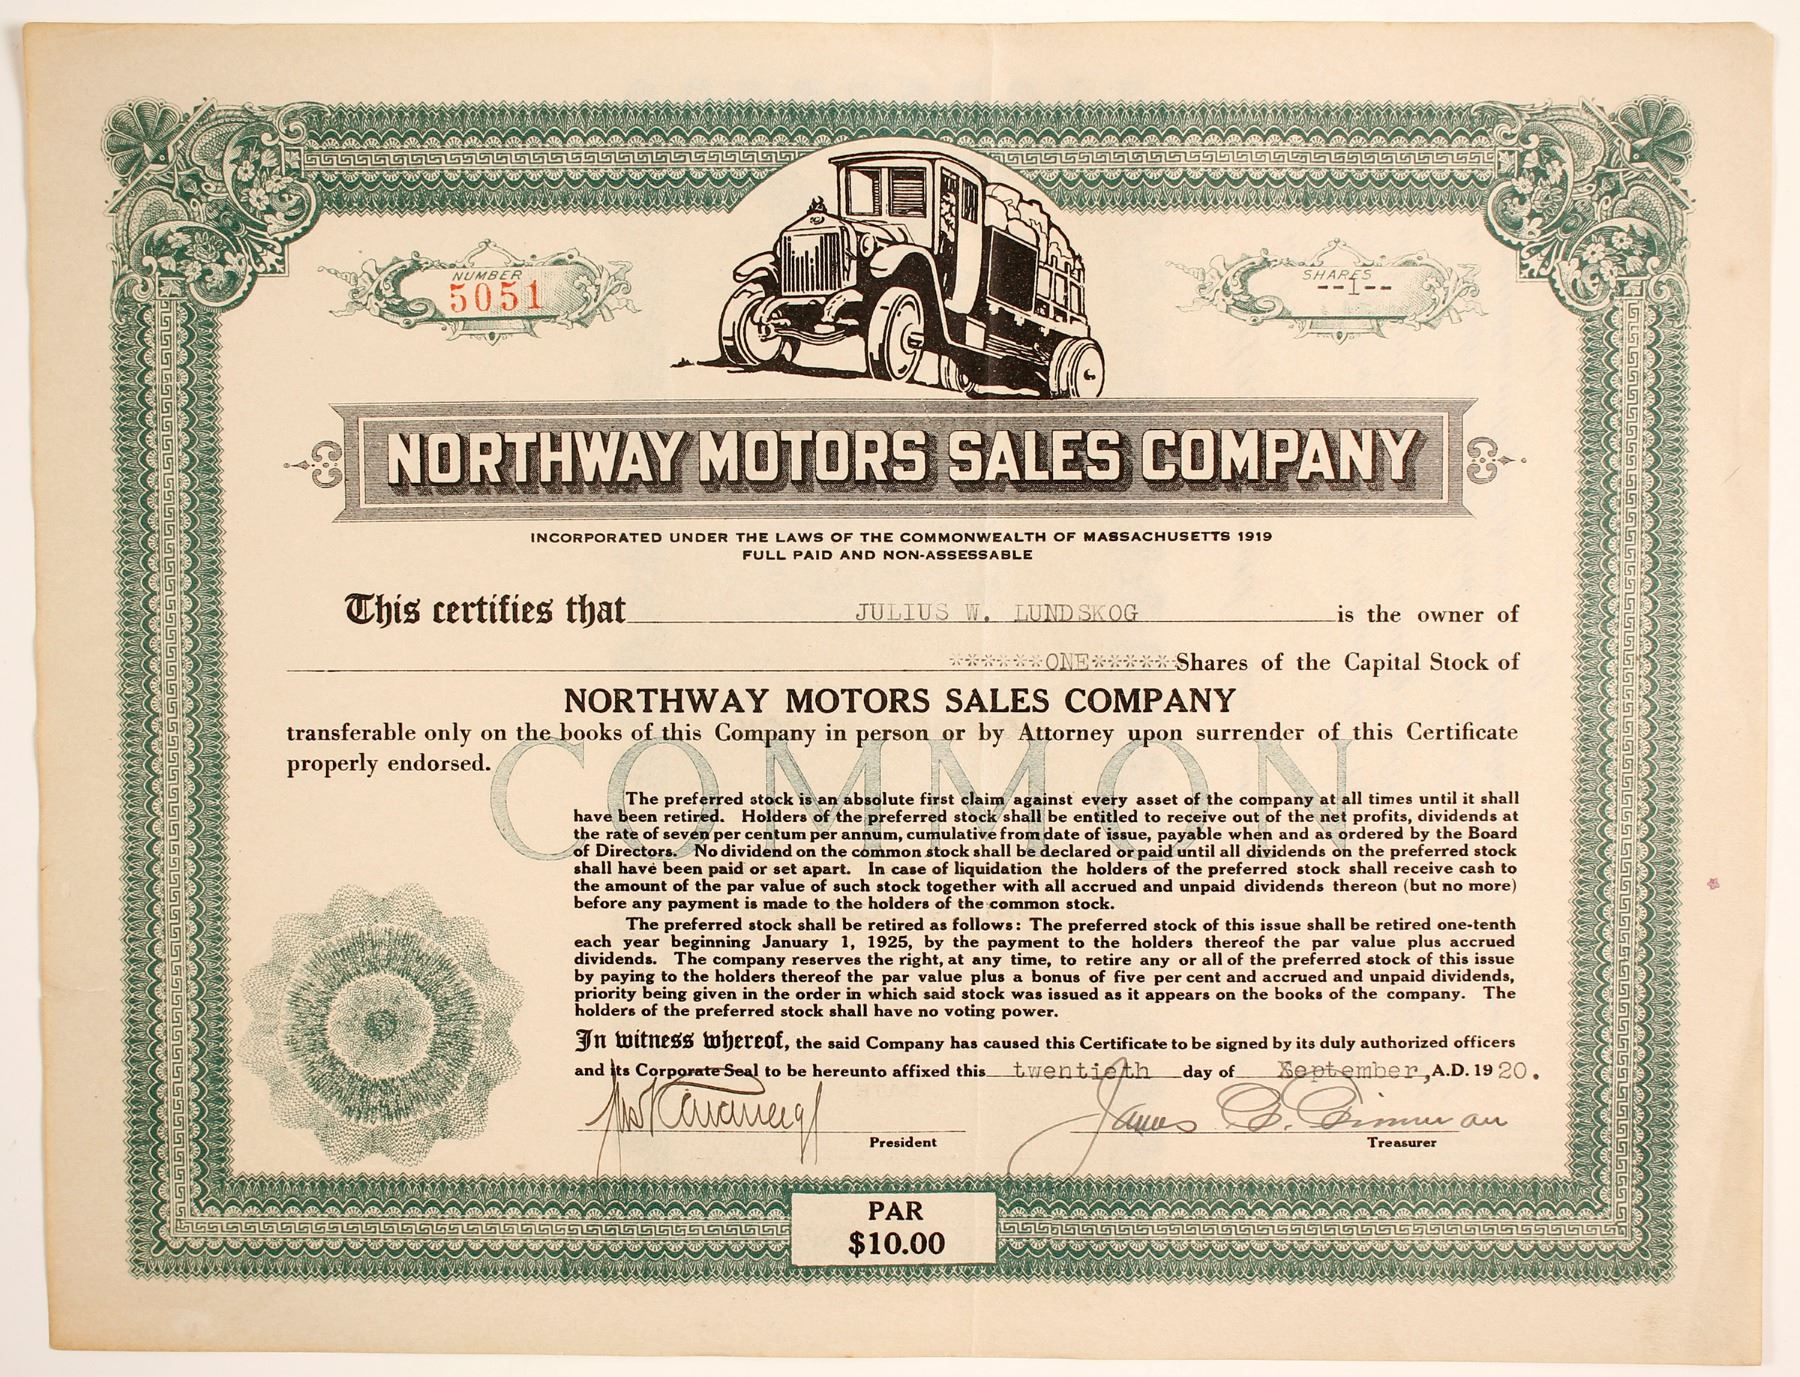 NUMBER
5051
SHARES
--1--
NORTHWAY MOTORS SALES COMPANY
INCORPORATED UNDER THE LAWS OF THE COMMONWEALTH OF MASSACHUSETTS 1919
FULL PAID AND NON-ASSESSABLE
This certifies that JULIUS W. LUNDSKOG is the owner of
******ONE***** Shares of the Capital Stock of
NORTHWAY MOTORS SALES COMPANY
transferable only on the books of this Company in person or by Attorney upon surrender of this Certificate
properly endorsed.
COMMON
The preferred stock is an absolute first claim against every asset of the company at all times until it shall
have been retired. Holders of the preferred stock shall be entitled to receive out of the net profits, dividends at
the rate of seven per centum per annum, cumulative from date of issue, payable when and as ordered by the Board
of Directors. No dividend on the common stock shall be declared or paid until all dividends on the preferred stock
shall have been paid or set apart. In case of liquidation the holders of the preferred stock shall receive cash to
the amount of the par value of such stock together with all accrued and unpaid dividends thereon (but no more)
before any payment is made to the holders of the common stock.
The preferred stock shall be retired as follows: The preferred stock of this issue shall be retired one-tenth
each year beginning January 1, 1925, by the payment to the holders thereof the par value plus accrued
dividends. The company reserves the right, at any time, to retire any or all of the preferred stock of this issue
by paying to the holders thereof the par value plus a bonus of five per cent and accrued and unpaid dividends,
priority being given in the order in which said stock was issued as it appears on the books of the company. The
holders of the preferred stock shall have no voting power.
In witness whereof, the said Company has caused this Certificate to be signed by its duly authorized officers
and its Corporate Seal to be hereunto affixed this twentieth day of September, A.D. 1920.
James
President
Treasurer
PAR
$10.00